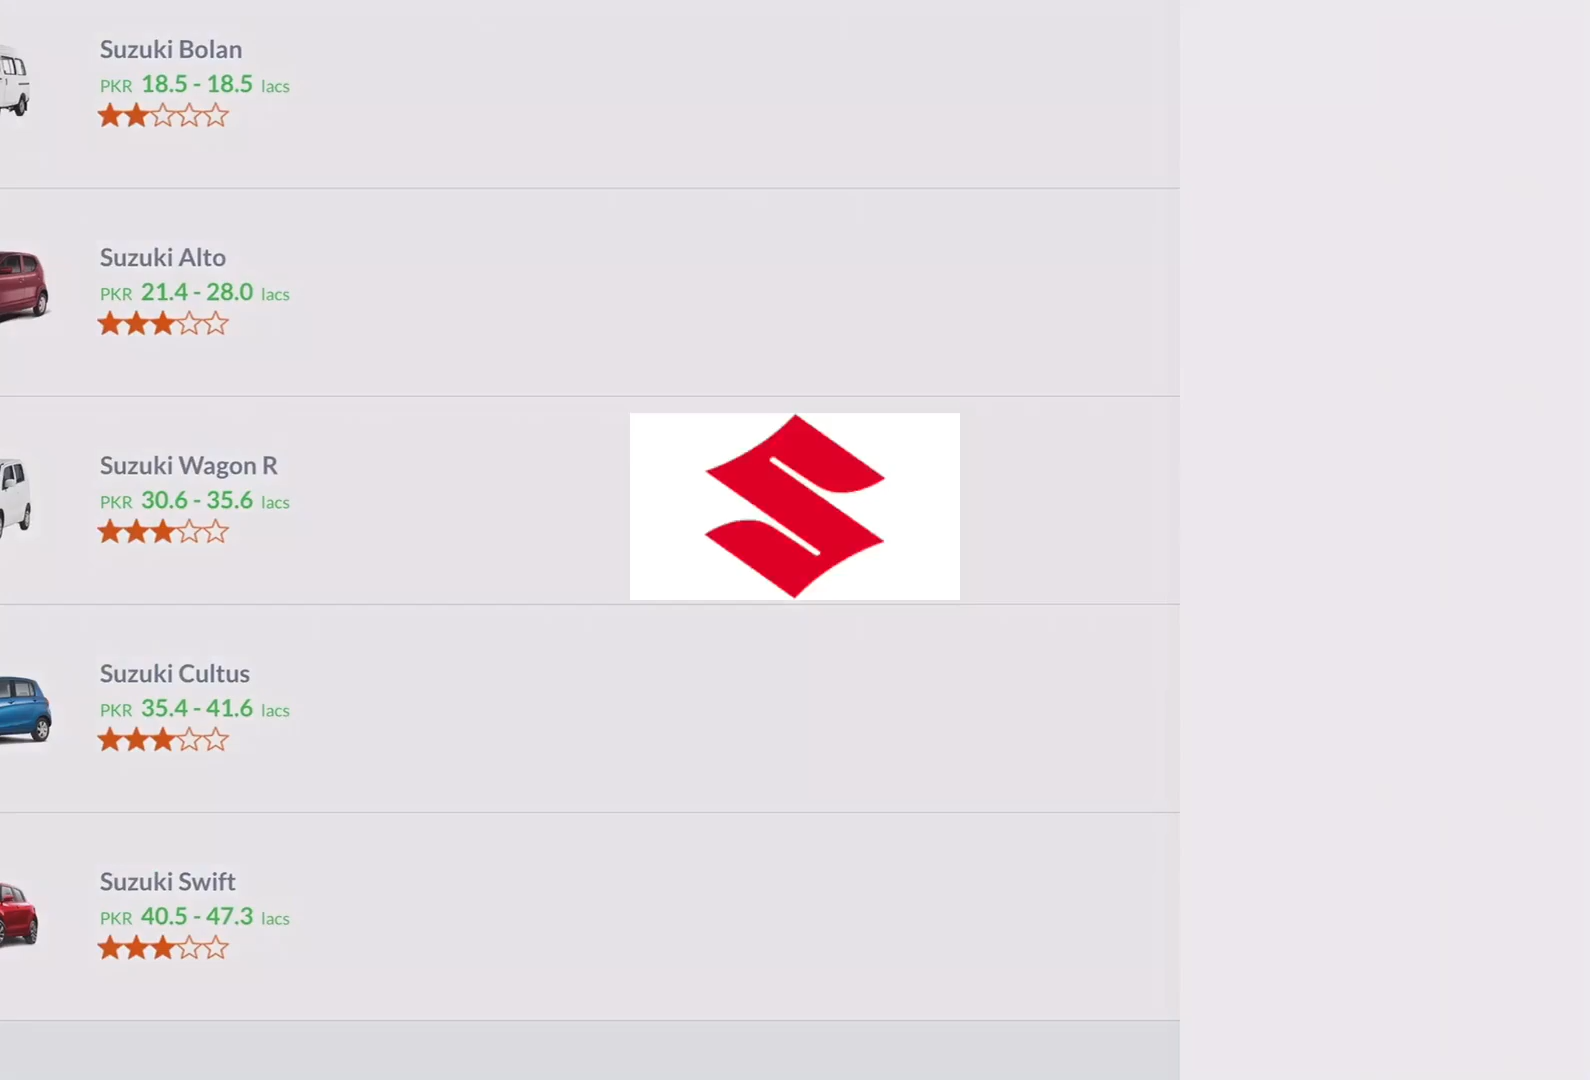 Suzuki Bolan
PKR 18.5 - 18.5 lacs
Suzuki Alto
PKR 21.4 - 28.0 lacs
Suzuki Wagon R
PKR 30.6 - 35.6 lacs
Suzuki Cultus
PKR 35.4 - 41.6 lacs
Suzuki Swift
PKR 40.5 - 47.3 lacs